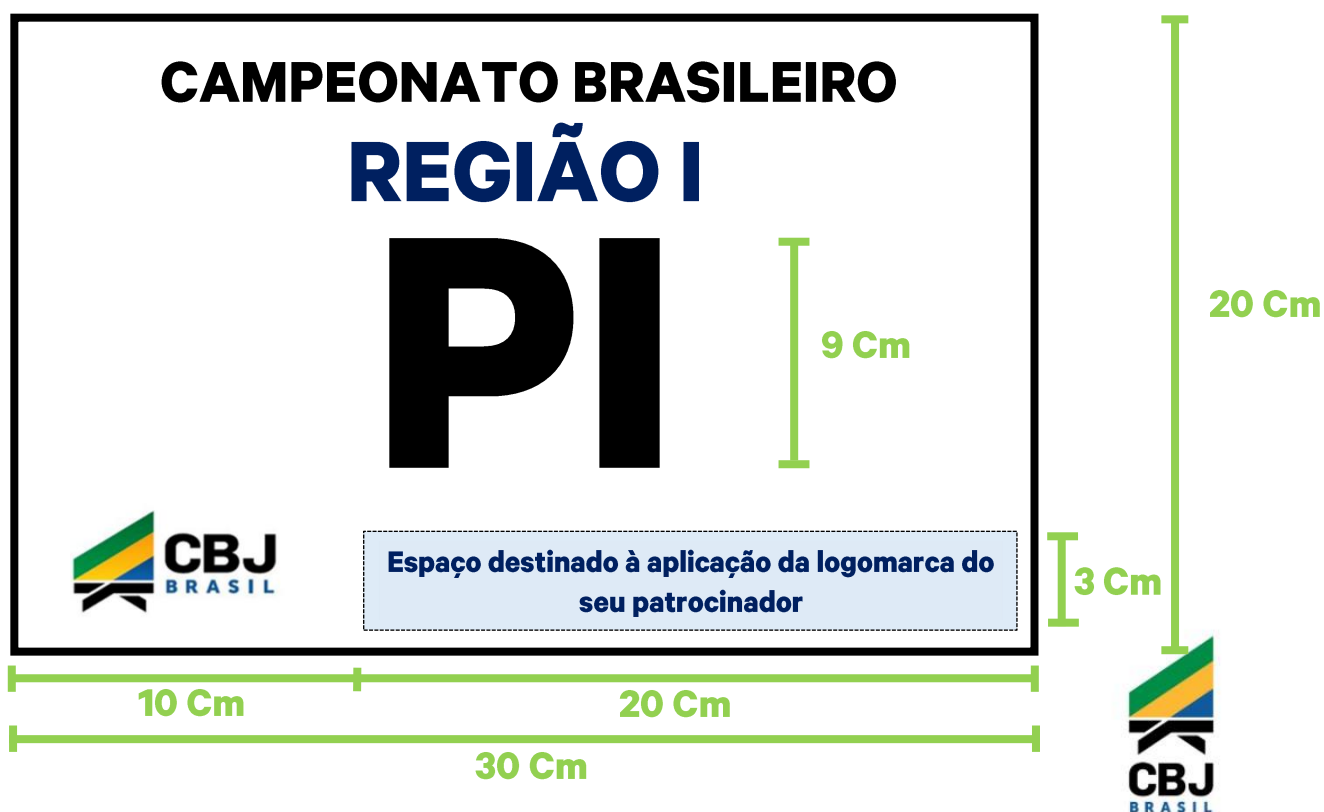 CAMPEONATO BRASILEIRO
REGIÃO I
PI
9 Cm
20 Cm
CBJ
BRASIL
Espaço destinado à aplicação da logomarca do
seu patrocinador
3 Cm
10 Cm
20 Cm
30 Cm
CBJ
BRASIL